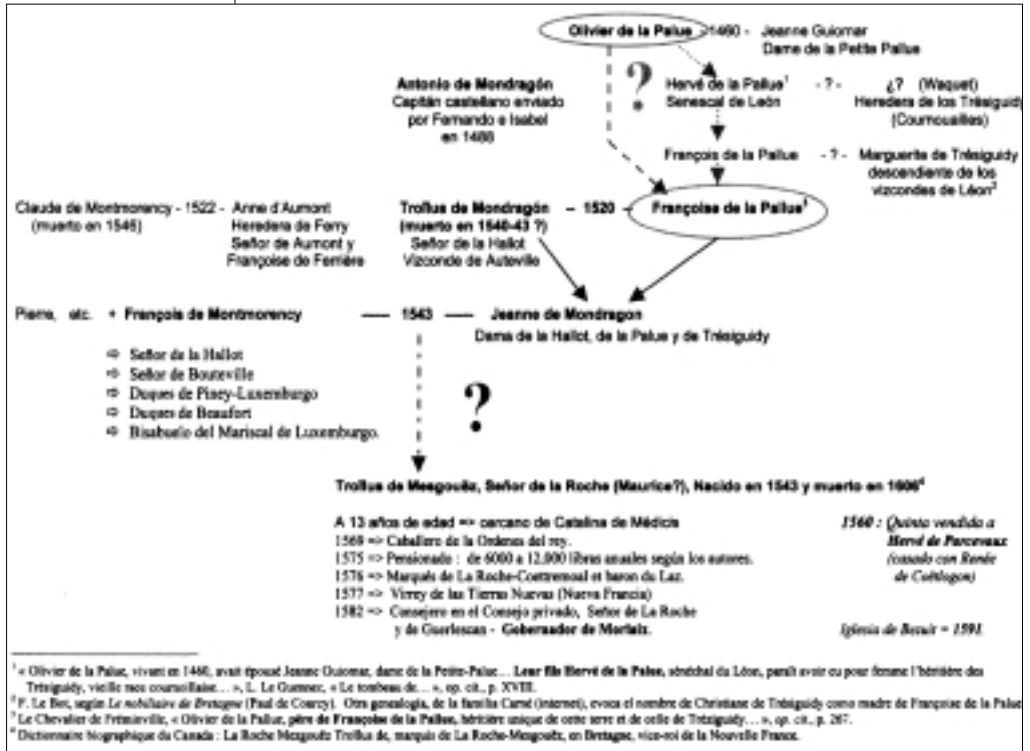 Olivier de la Palue - 1460 - Jeanne Guiomar
Dame de la Petite Pallue
Antonio de Mondragón
Capitán castellano enviado
por Fernando e Isabel
en 1488
?
Hervé de la Pallue¹ - ? - ¿? (Waquet)
Senescal de León Heredera de los Trésiguidy
(Cournouailles)
François de la Pallue - ? - Marguerite de Trésiguidy
descendiente de los
vizcondes de Léon²
Claude de Montmorency - 1522 - Anne d'Aumont
(muerto en 1546) Heredera de Ferry
Señor de Aumont y
Françoise de Ferrière
Troïlus de Mondragón – 1520 – Françoise de la Pallue³
(muerto en 1540-43 ?)
Señor de la Hallot
Vizconde de Auteville
Pierre, etc. + François de Montmorency — 1543 — Jeanne de Mondragon
Dama de la Hallot, de la Palue y de Trésiguidy
⇨ Señor de la Hallot
⇨ Señor de Bouteville
⇨ Duques de Piney-Luxemburgo
⇨ Duques de Beaufort
⇨ Bisabuelo del Mariscal de Luxemburgo.
?
Troïlus de Mesgouëz, Señor de la Roche (Maurice?), Nacido en 1543 y muerto en 1606⁴
A 13 años de edad => cercano de Catalina de Médicis
1569 => Caballero de la Ordenes del rey.
1575 => Pensionado : de 6000 a 12,000 libras anuales según los autores.
1576 => Marqués de La Roche-Coettremoal et baron du Laz.
1577 => Virrey de las Tierras Nuevas (Nueva Francia)
1582 => Consejero en el Consejo privado, Señor de La Roche
y de Guerlescan - Gobernador de Morlaix.
1560 : Quinta vendida a
Hervé de Parcevaux
(casado con Renée
de Coëtlogon)
Iglesia de Beuit = 1591.
¹ « Olivier de la Palue, vivant en 1460, avait épousé Jeanne Guiomar, dame de la Petite-Palue… Leur fils Hervé de la Palue, sénéchal du Léon, paraît avoir eu pour femme l'héritière des
Trésiguidy, vieille race cournouillaise… », L. Le Guennec, « Le tombeau de… », op. cit., p. XVIII.
² F. Le Bec, según Le nobiliaire de Bretagne (Paul de Courcy). Otra genealogía, de la familia Carné (internet), evoca el nombre de Christiane de Trésiguidy como madre de Françoise de la Palue
³ Le Chevalier de Fréminville, « Olivier de la Pallue, père de Françoise de la Pallue, héritière unique de cette terre et de celle de Tréziguidy… », op. cit., p. 267.
⁴ Dictionnaire biographique du Canada : La Roche Mesgouëz Troïlus de, marquis de La Roche-Mesgouëz, en Bretagne, vice-roi de la Nouvelle France.